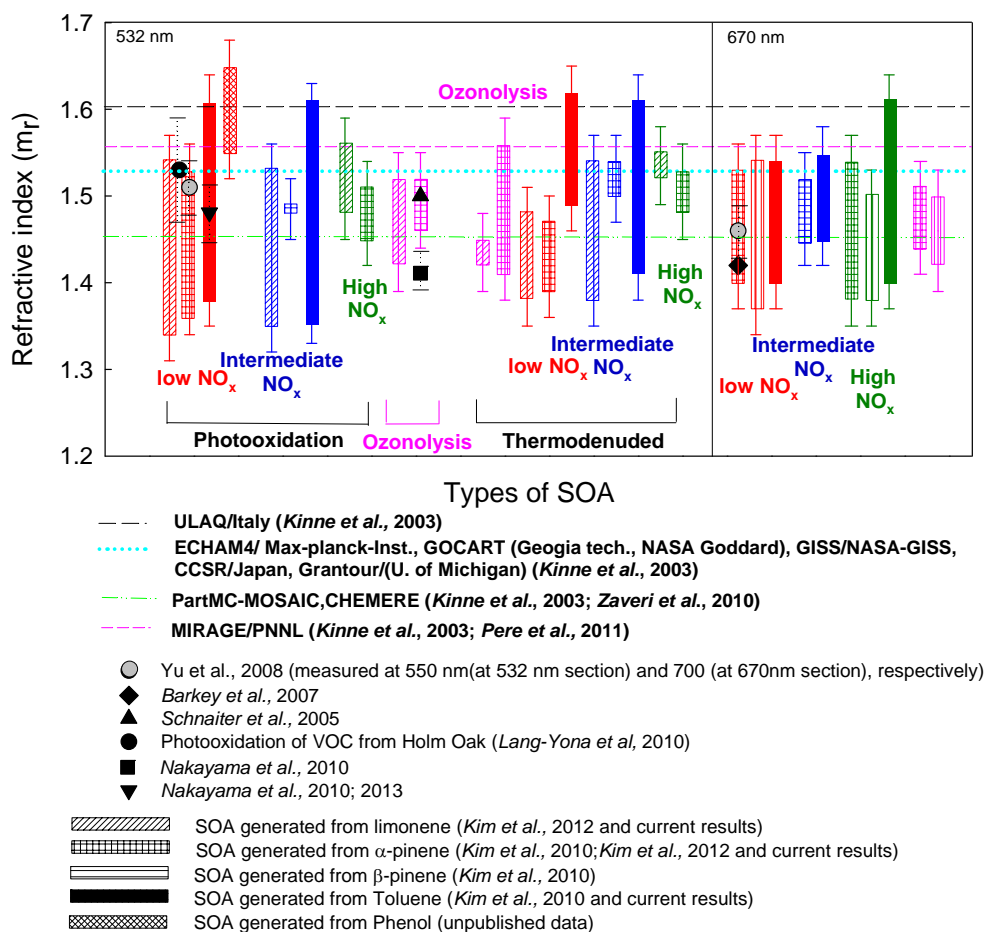 1.7
1.6
1.5
1.4
1.3
1.2
Refractive index (mr)
532 nm
670 nm
Ozonolysis
High
NOx
High
NOx
Intermediate
NOx
low NOx
Intermediate
low NOx NOx
Intermediate
NOx
low NOx
High
NOx
Photooxidation
Ozonolysis
Thermodenuded
Types of SOA
ULAQ/Italy (Kinne et al., 2003)
ECHAM4/ Max-planck-Inst., GOCART (Geogia tech., NASA Goddard), GISS/NASA-GISS,
CCSR/Japan, Grantour/(U. of Michigan) (Kinne et al., 2003)
PartMC-MOSAIC,CHEMERE (Kinne et al., 2003; Zaveri et al., 2010)
MIRAGE/PNNL (Kinne et al., 2003; Pere et al., 2011)
Yu et al., 2008 (measured at 550 nm(at 532 nm section) and 700 (at 670nm section), respectively)
Barkey et al., 2007
Schnaiter et al., 2005
Photooxidation of VOC from Holm Oak (Lang-Yona et al, 2010)
Nakayama et al., 2010
Nakayama et al., 2010; 2013
SOA generated from limonene (Kim et al., 2012 and current results)
SOA generated from α-pinene (Kim et al., 2010;Kim et al., 2012 and current results)
SOA generated from β-pinene (Kim et al., 2010)
SOA generated from Toluene (Kim et al., 2010 and current results)
SOA generated from Phenol (unpublished data)